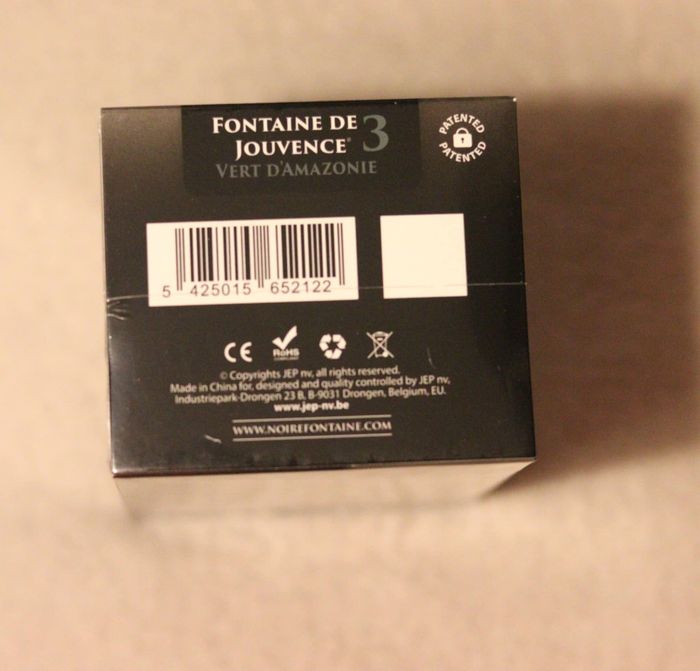 FONTAINE DE
JOUVENCE® 3
VERT D'AMAZONIE
PATENTED
PATENTED
5 425015 652122
CE
RoHS
COMPLIANT
© Copyrights JEP nv, all rights reserved.
Made in China for, designed and quality controlled by JEP nv,
Industriepark-Drongen 23 B, B-9031 Drongen, Belgium, EU.
www.jep-nv.be
WWW.NOIREFONTAINE.COM